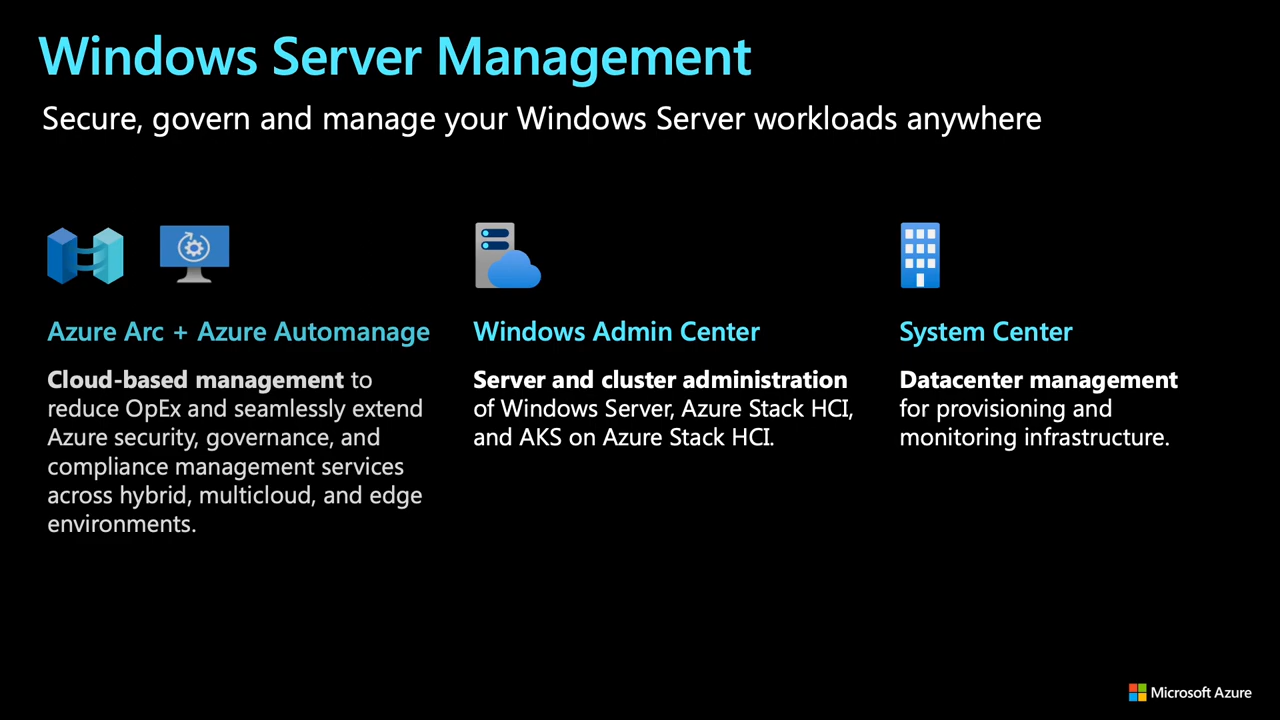 Windows Server Management
Secure, govern and manage your Windows Server workloads anywhere
Azure Arc + Azure Automanage
Cloud-based management to
reduce OpEx and seamlessly extend
Azure security, governance, and
compliance management services
across hybrid, multicloud, and edge
environments.
Windows Admin Center
Server and cluster administration
of Windows Server, Azure Stack HCI,
and AKS on Azure Stack HCI.
System Center
Datacenter management
for provisioning and
monitoring infrastructure.
Microsoft Azure